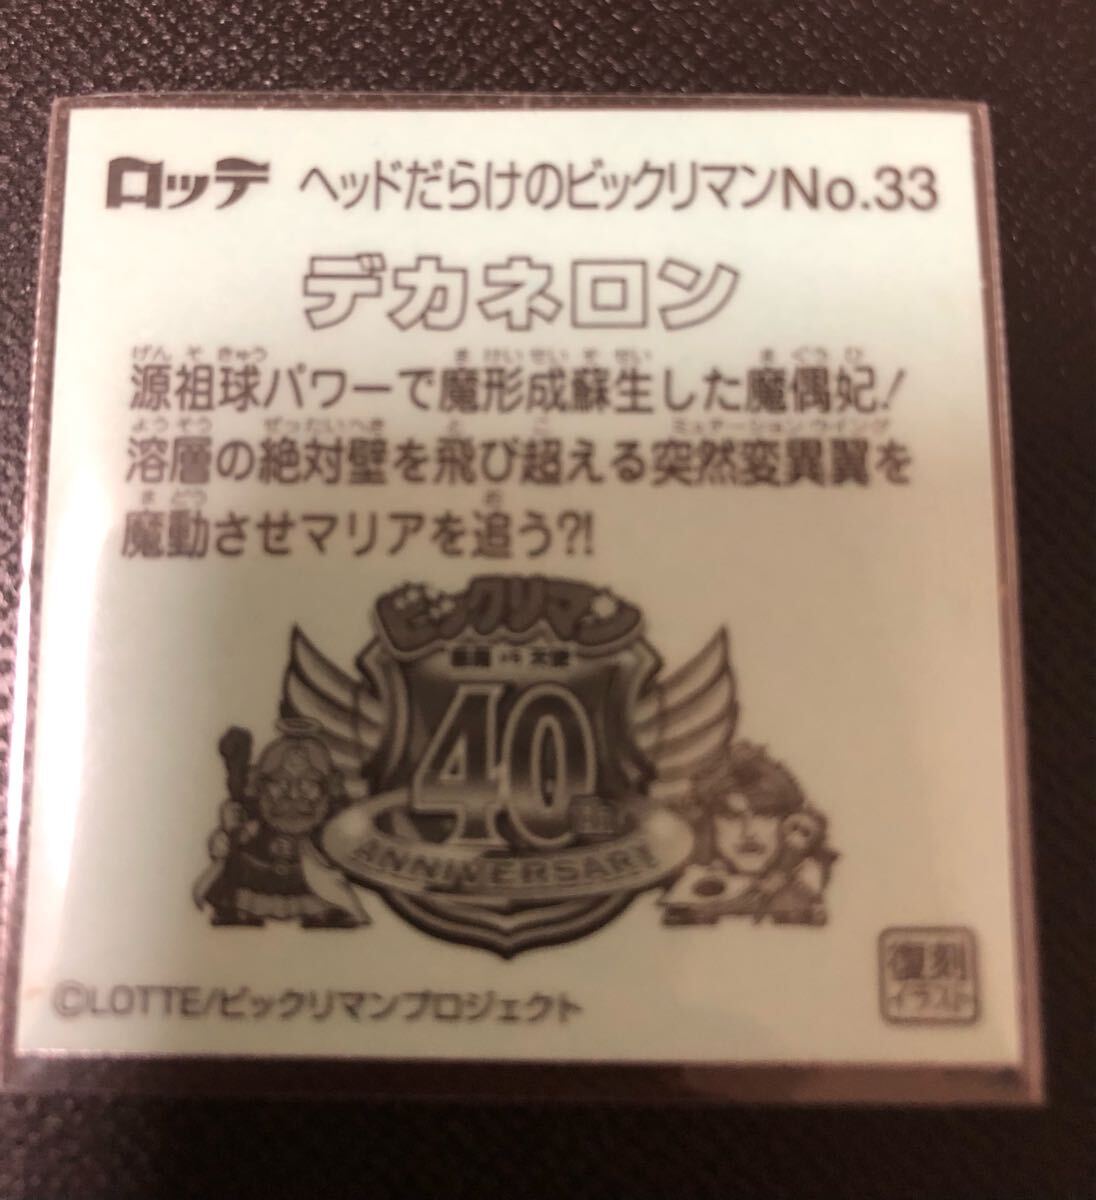 ロッテ ヘッドだらけのビックリマンNo.33
デカネロン
げんそきゅう まけいせいそせい まぐうひ
源祖球パワーで魔形成蘇生した魔偶妃!
ようそう ぜったいへき と こ ミュテーションウイング
溶層の絶対壁を飛び超える突然変異翼を
まどう お
魔動させマリアを追う?!
ビックリマン
悪魔 VS 天使
40th
ANNIVERSARY
復刻
イラスト
©LOTTE/ビックリマンプロジェクト